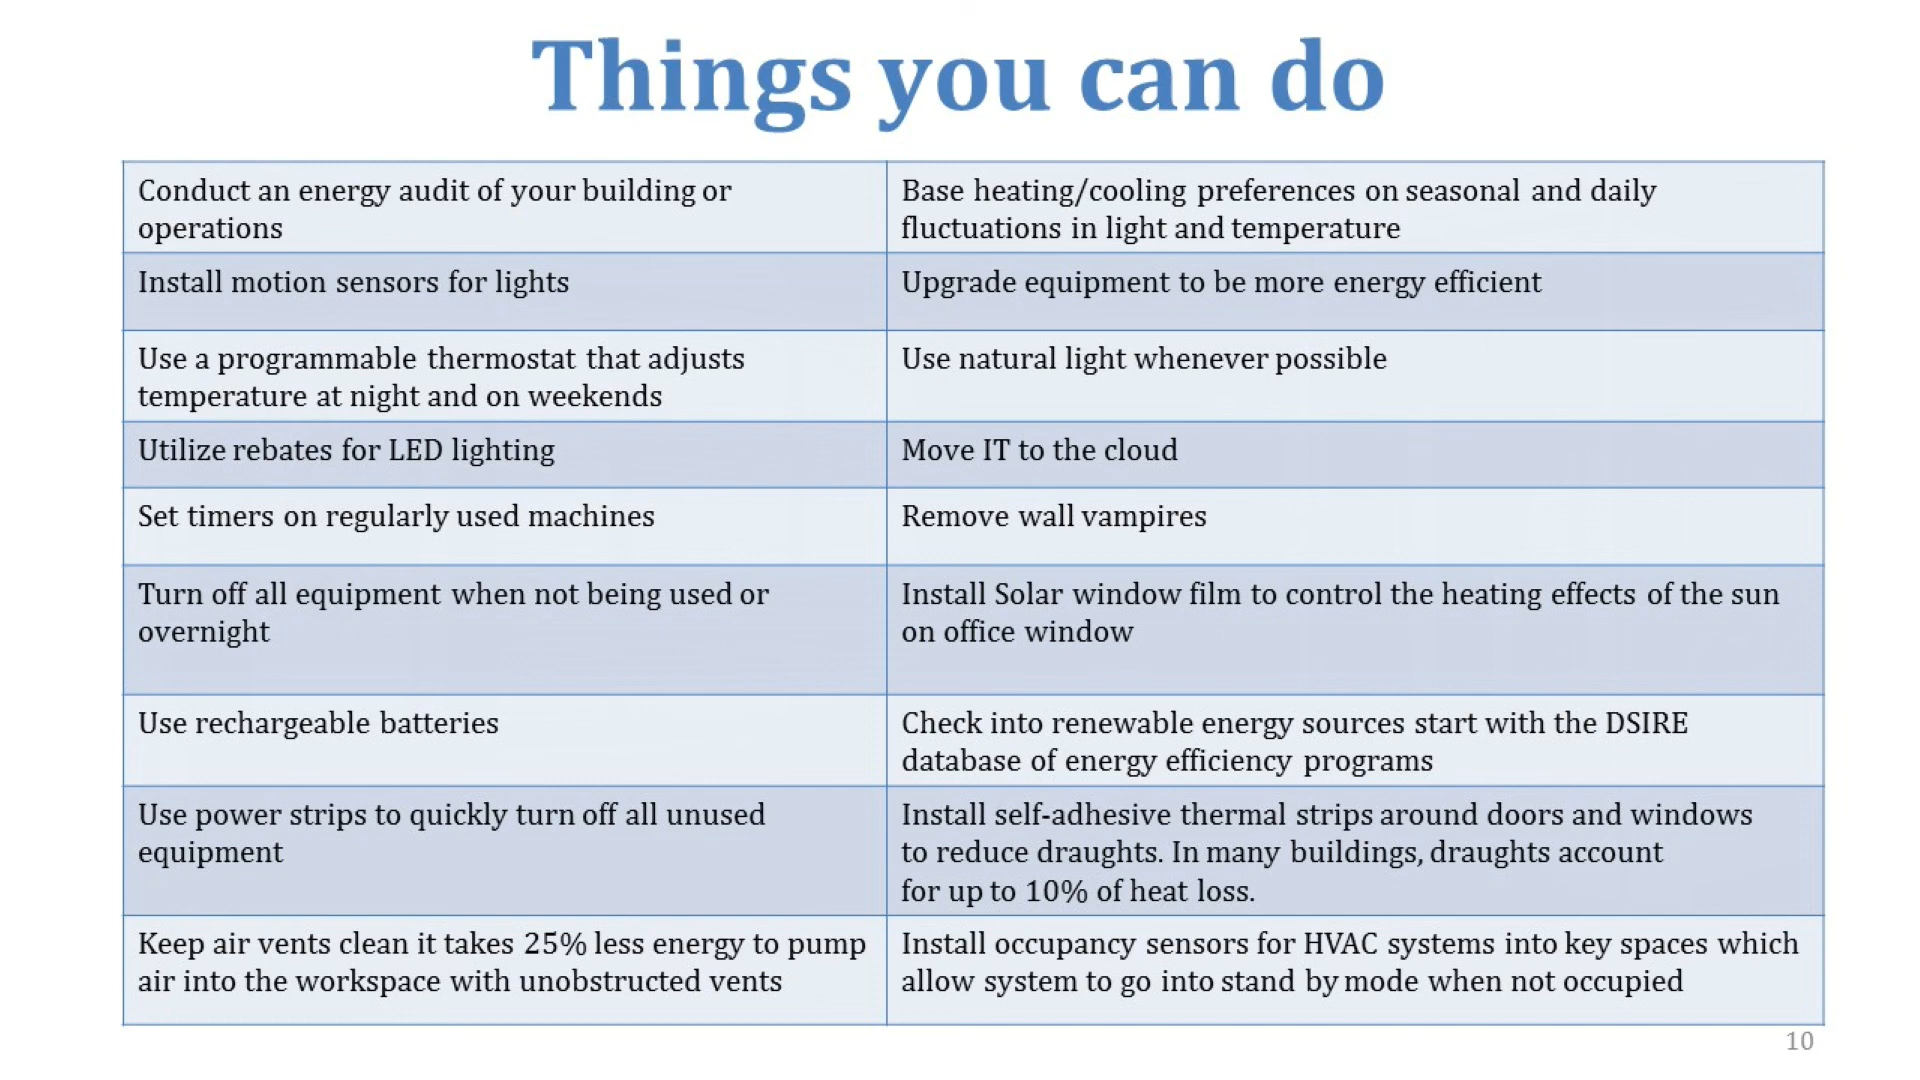 Things you can do
Conduct an energy audit of your building or
operations
Base heating/cooling preferences on seasonal and daily
fluctuations in light and temperature
Install motion sensors for lights
Upgrade equipment to be more energy efficient
Use a programmable thermostat that adjusts
temperature at night and on weekends
Use natural light whenever possible
Utilize rebates for LED lighting
Move IT to the cloud
Set timers on regularly used machines
Remove wall vampires
Turn off all equipment when not being used or
overnight
Install Solar window film to control the heating effects of the sun
on office window
Use rechargeable batteries
Check into renewable energy sources start with the DSIRE
database of energy efficiency programs
Use power strips to quickly turn off all unused
equipment
Install self-adhesive thermal strips around doors and windows
to reduce draughts. In many buildings, draughts account
for up to 10% of heat loss.
Keep air vents clean it takes 25% less energy to pump
air into the workspace with unobstructed vents
Install occupancy sensors for HVAC systems into key spaces which
allow system to go into stand by mode when not occupied
10